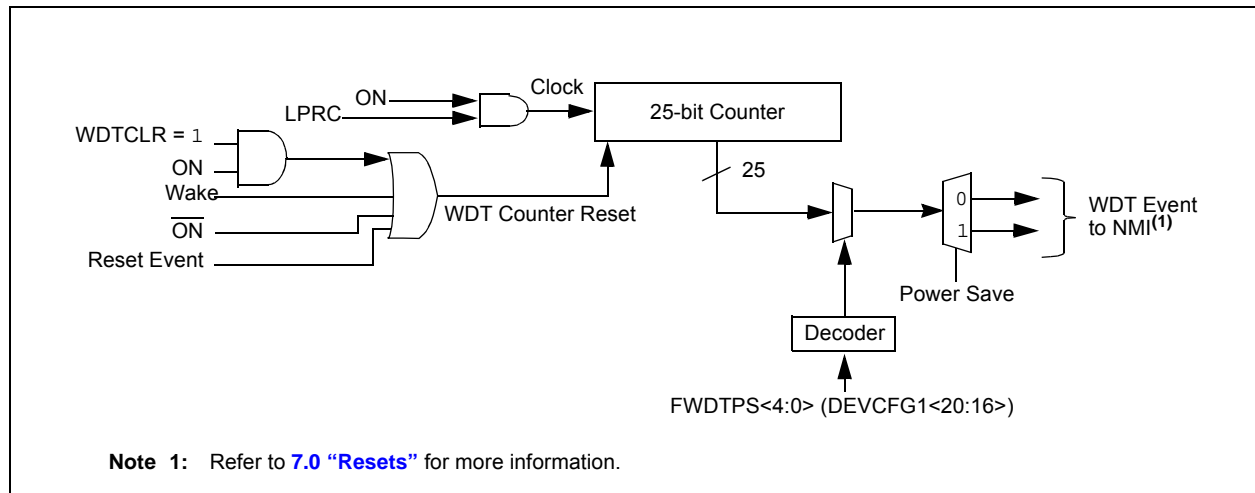 ON
LPRC
Clock
25-bit Counter
WDTCLR = 1
ON
Wake
ON
Reset Event
WDT Counter Reset
25
0
1
WDT Event
to NMI(1)
Power Save
Decoder
FWDTPS<4:0> (DEVCFG1<20:16>)
Note 1: Refer to 7.0 “Resets” for more information.